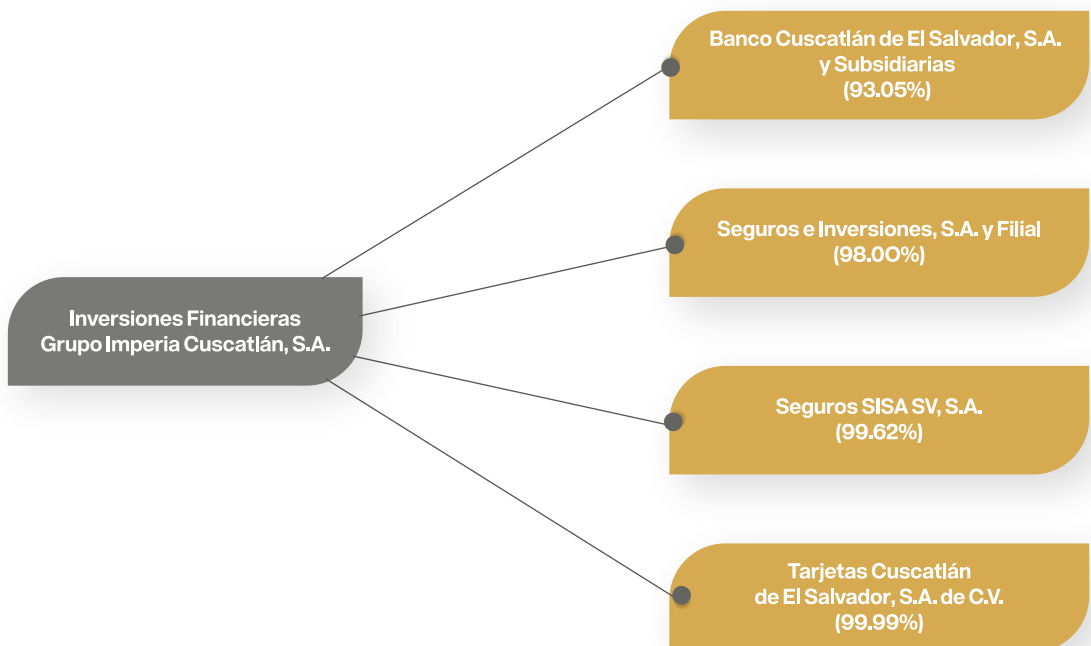 Banco Cuscatlán de El Salvador, S.A.
y Subsidiarias
(93.05%)
Seguros e Inversiones, S.A. y Filial
(98.00%)
Inversiones Financieras
Grupo Imperia Cuscatlán, S.A.
Seguros SISA SV, S.A.
(99.62%)
Tarjetas Cuscatlán
de El Salvador, S.A. de C.V.
(99.99%)